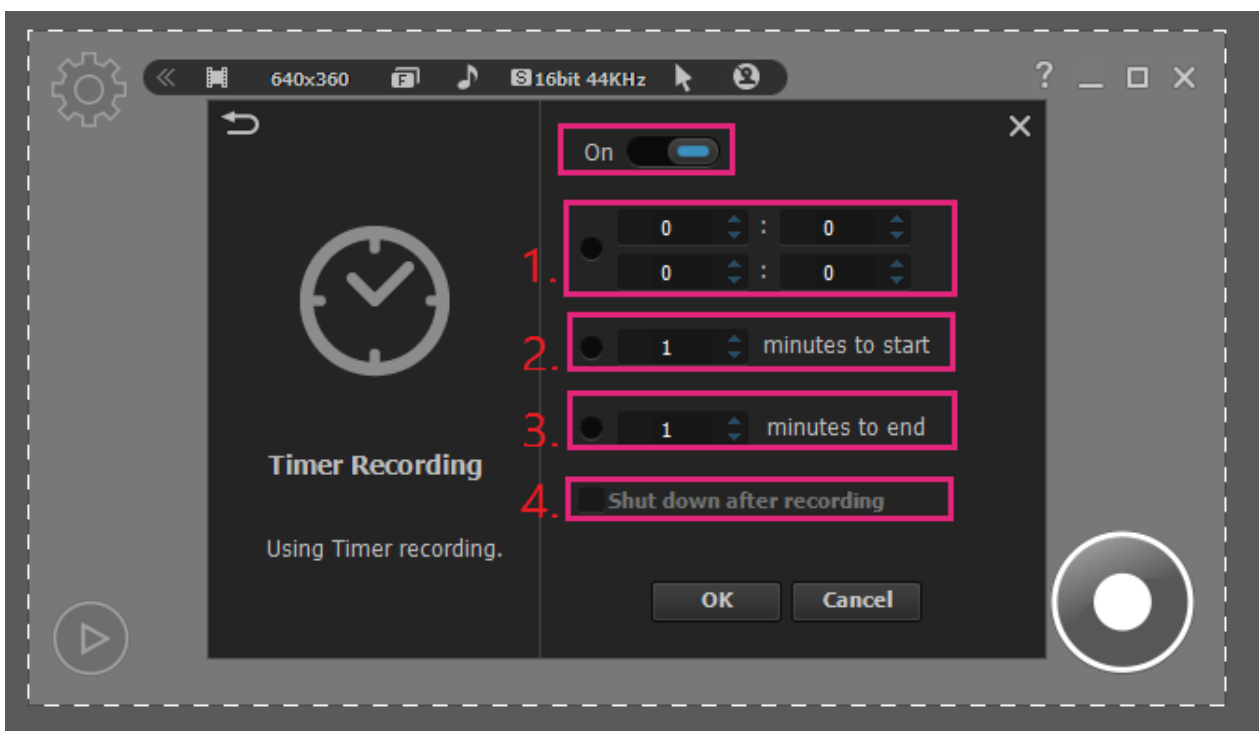 640x360 F S 16bit 44KHz ?
On
1.
0 : 0
0 : 0
2. 1 minutes to start
3. 1 minutes to end
Timer Recording
4. Shut down after recording
Using Timer recording.
OK Cancel